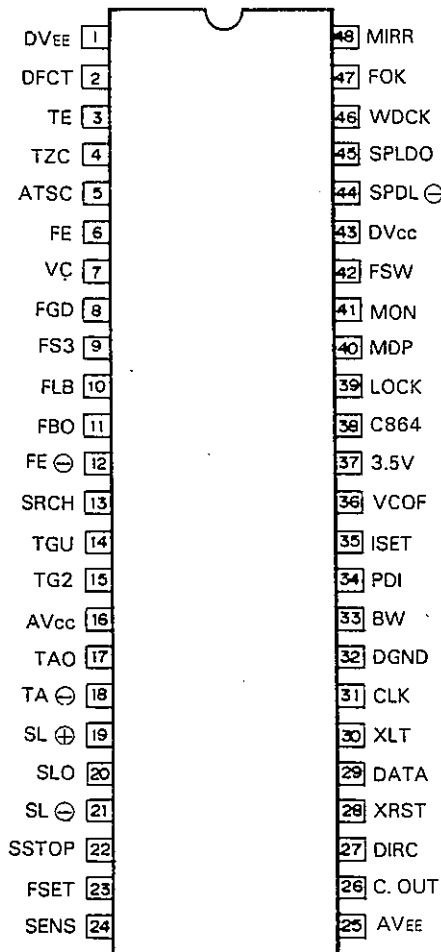 DVEE 1 48 MIRR
DFCT 2 47 FOK
TE 3 46 WDCK
TZC 4 45 SPLDO
ATSC 5 44 SPDL ⊖
FE 6 43 DVcc
VC 7 42 FSW
FGD 8 41 MON
FS3 9 40 MDP
FLB 10 39 LOCK
FBO 11 38 C864
FE ⊖ 12 37 3.5V
SRCH 13 36 VCOF
TGU 14 35 ISET
TG2 15 34 PDI
AVcc 16 33 BW
TAO 17 32 DGND
TA ⊖ 18 31 CLK
SL ⊕ 19 30 XLT
SLO 20 29 DATA
SL ⊖ 21 28 XRST
SSTOP 22 27 DIRC
FSET 23 26 C. OUT
SENS 24 25 AVEE